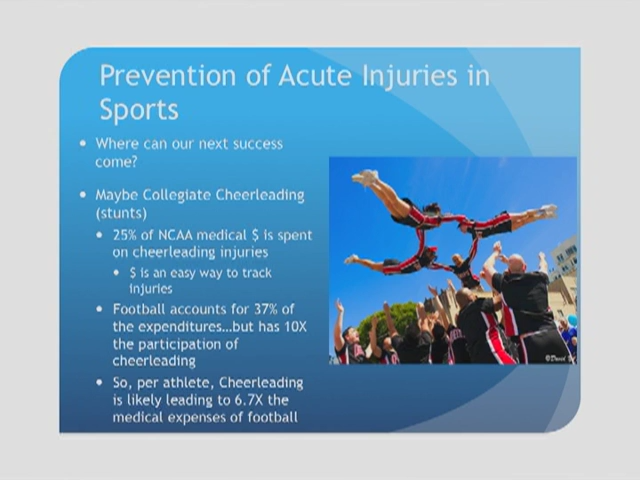 Prevention of Acute Injuries in
Sports
• Where can our next success
come?
• Maybe Collegiate Cheerleading
(stunts)
• 25% of NCAA medical $ is spent
on cheerleading injuries
• $ is an easy way to track
injuries
• Football accounts for 37% of
the expenditures...but has 10X
the participation of
cheerleading
• So, per athlete, Cheerleading
is likely leading to 6.7X the
medical expenses of football